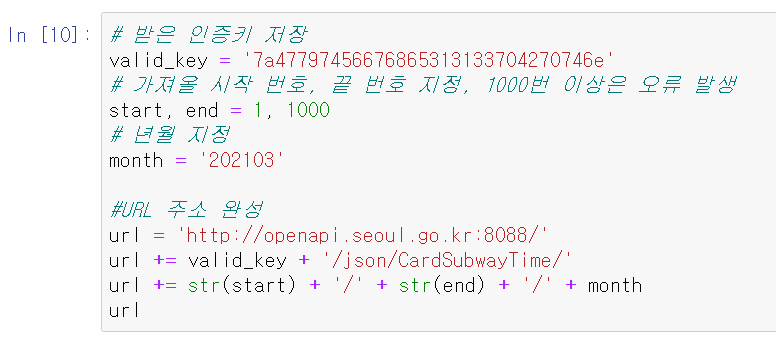 In [10]: # 받은 인증키 저장
valid_key = '7a47797456676865313133704270746e'
# 가져올 시작 번호, 끝 번호 지정, 1000번 이상은 오류 발생
start, end = 1, 1000
# 년월 지정
month = '202103'
#URL 주소 완성
url = 'http://openapi.seoul.go.kr:8088/'
url += valid_key + '/json/CardSubwayTime/'
url += str(start) + '/' + str(end) + '/' + month
url